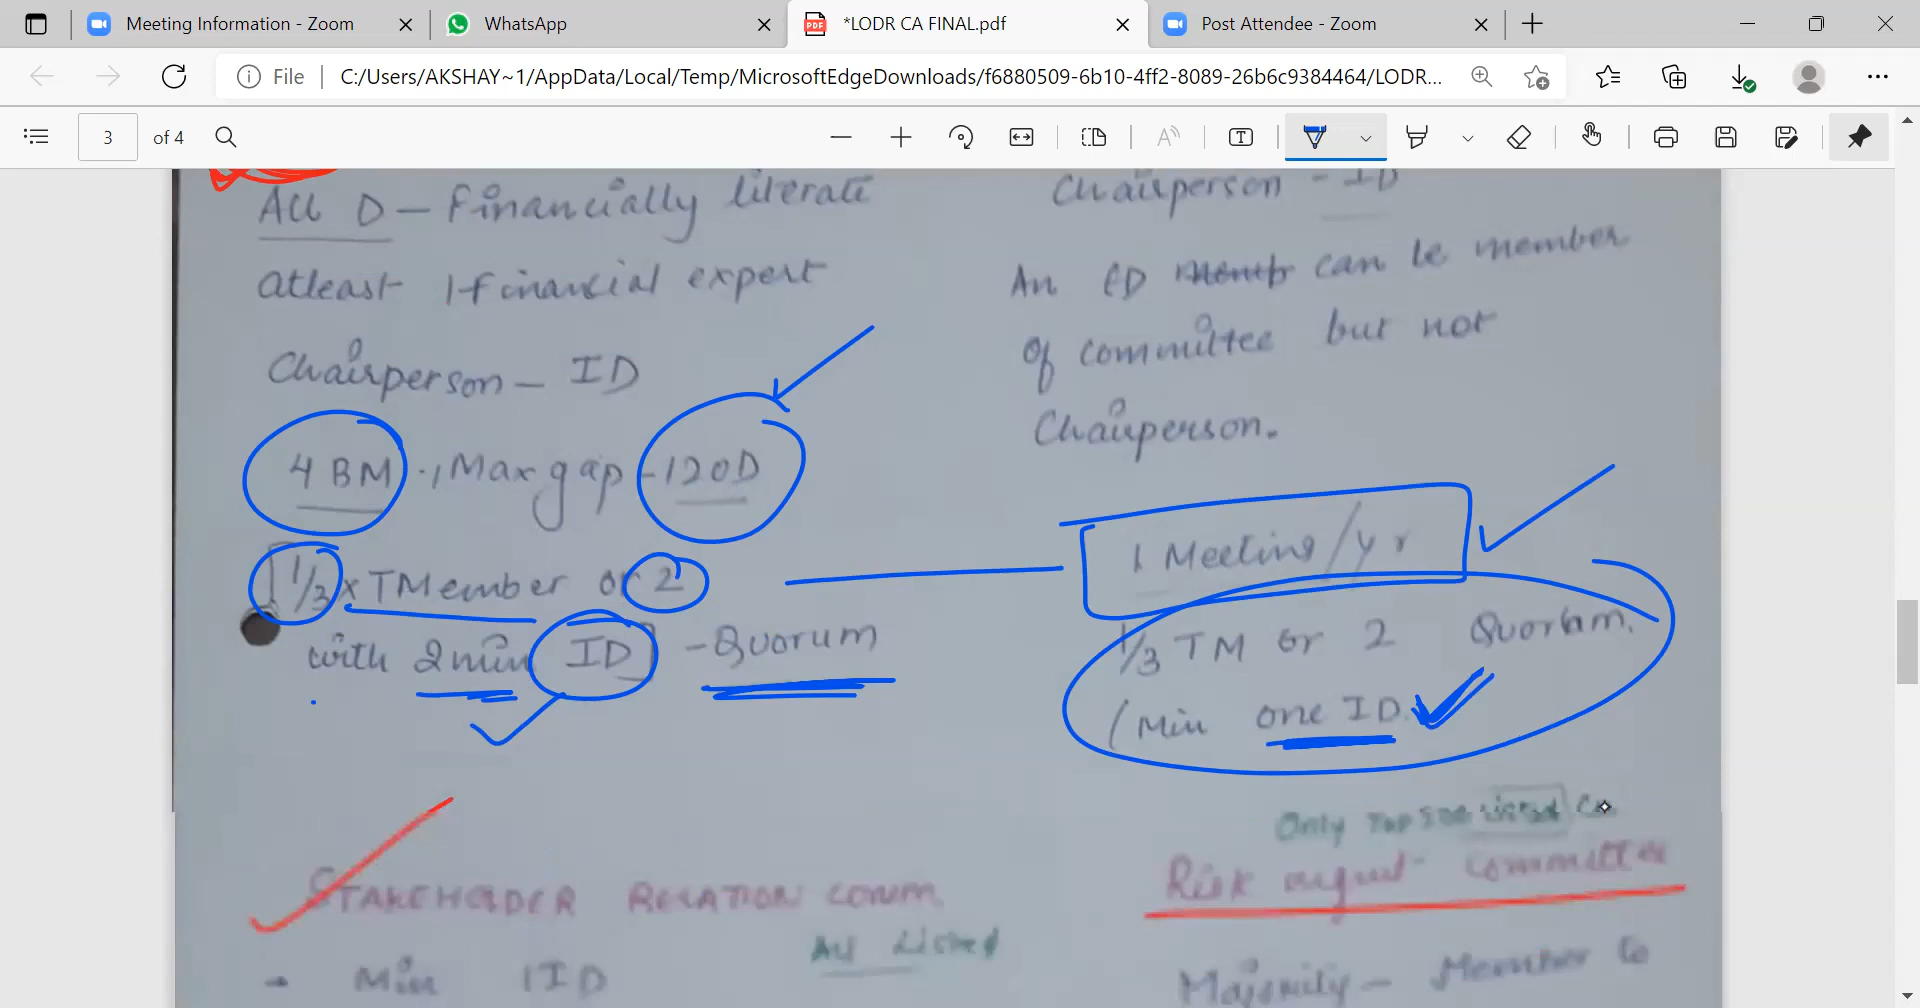 Meeting Information - Zoom
WhatsApp
*LODR CA FINAL.pdf
Post Attendee - Zoom
File
C:/Users/AKSHAY~1/AppData/Local/Temp/MicrosoftEdgeDownloads/f6880509-6b10-4ff2-8089-26b6c9384464/LODR...
3 of 4
All D - Financially literate
atleast 1 financial expert
Chairperson - ID
4 BM , Max gap - 120D
[1/3 x TMember or 2
with 2 min ID] - Quorum
Chairperson - ID
An ED can be member
of committee but not
Chairperson.
1 Meeting/yr
1/3 TM or 2 Quorum.
(Min one ID.
STAKEHOLDER RELATION COMM.
All Listed
- Min 1 ID
Only Top 500 listed Co
Risk mgmt committee
Majority - Member to